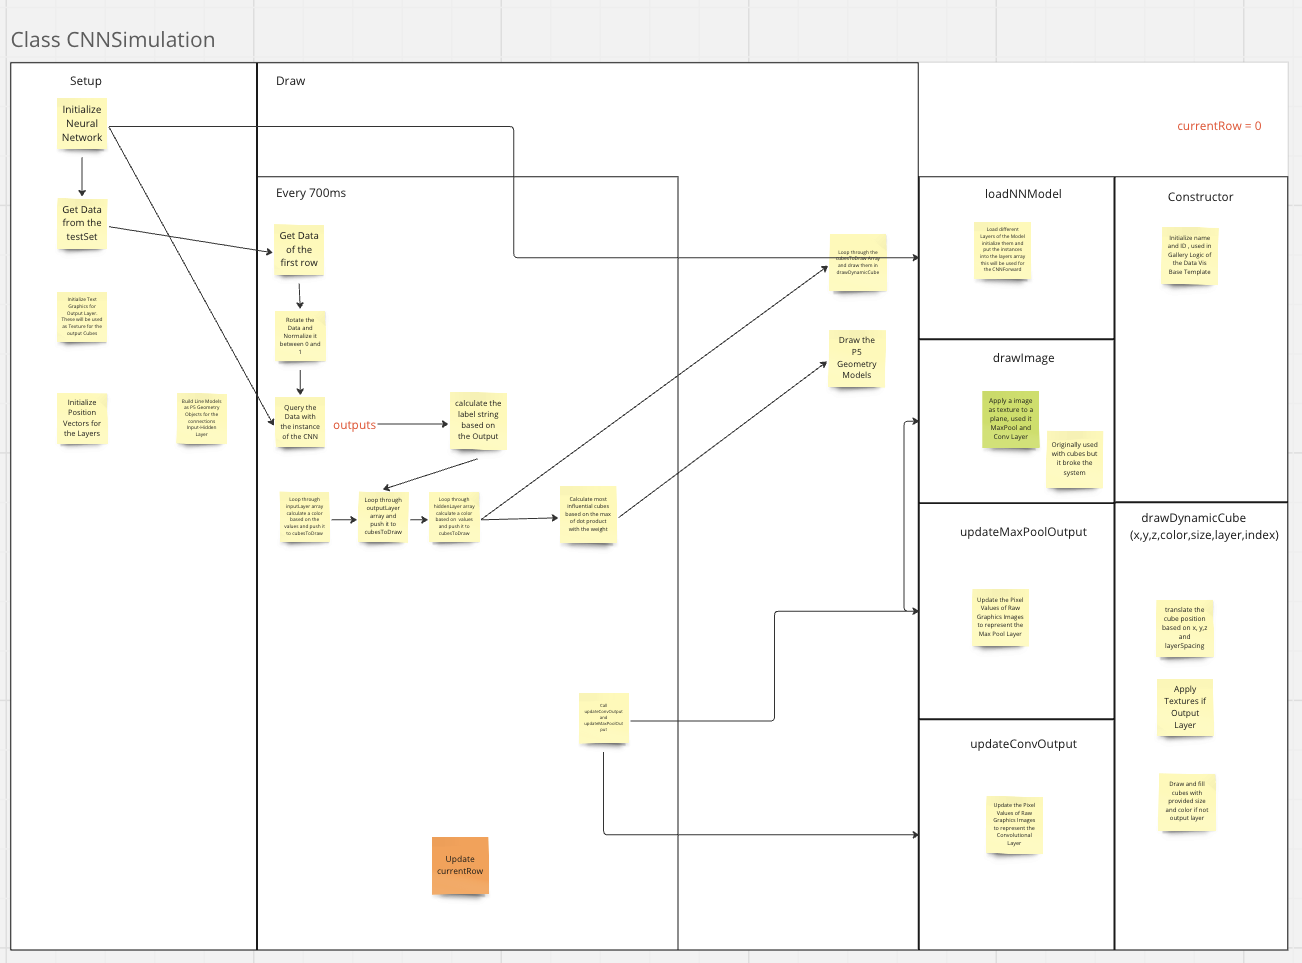 Class CNNSimulation
Setup
Initialize
Neural
Network
Get Data
from the
testSet
Initialize Text
Graphics for
Output Layer.
These will be used
as Texture for the
output Cubes
Initialize
Position
Vectors for
the Layers
Build Line Models
as P5 Geometry
Objects for the
connections
Input-Hidden
Layer
Draw
Every 700ms
Get Data
of the
first row
Rotate the
Data and
Normalize it
between 0 and
1
Query the
Data with
the instance
of the CNN
outputs
calculate the
label string
based on
the Output
Loop through
inputLayer array
calculate a color
based on the
values and push it
to cubesToDraw
Loop through
outputLayer
array and
push it to
cubesToDraw
Loop through
hiddenLayer array
calculate a color
based on values
and push it to
cubesToDraw
Calculate most
influential cubes
based on the max
of dot product
with the weight
Call
updateConvOutput
and
updateMaxPoolOut
put
Update
currentRow
Loop through the
cubesToDraw Array
and draw them in
drawDynamicCube
Draw the
P5
Geometry
Models
currentRow = 0
loadNNModel
Load different
Layers of the Model
initialize them and
put the instances
into the layers array
this will be used for
the CNNForward
drawImage
Apply a image
as texture to a
plane, used it
MaxPool and
Conv Layer
Originally used
with cubes but
it broke the
system
updateMaxPoolOutput
Update the Pixel
Values of Raw
Graphics Images
to represent the
Max Pool Layer
updateConvOutput
Update the Pixel
Values of Raw
Graphics Images
to represent the
Convolutional
Layer
Constructor
Initialize name
and ID , used in
Gallery Logic of
the Data Vis
Base Template
drawDynamicCube
(x,y,z,color,size,layer,index)
translate the
cube position
based on x, y,z
and
layerSpacing
Apply
Textures if
Output
Layer
Draw and fill
cubes with
provided size
and color if not
output layer